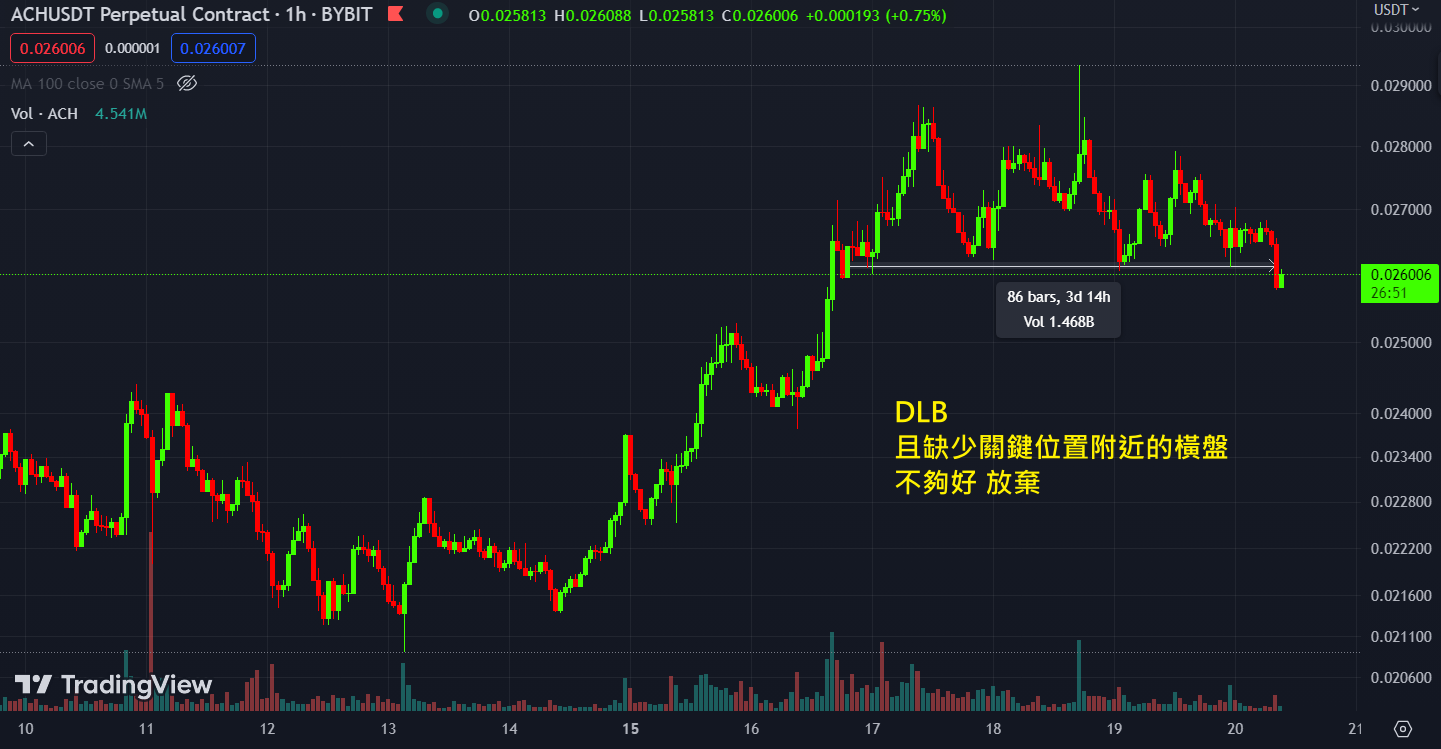 ACHUSDT Perpetual Contract · 1h · BYBIT O0.025813 H0.026088 L0.025813 C0.026006 +0.000193 (+0.75%)
0.026006 0.000001 0.026007
MA 100 close 0 SMA 5
Vol · ACH 4.541M
USDT
0.030000
0.029000
0.028000
0.027000
0.026006
26:51
0.025000
0.024000
0.023400
0.022800
0.022200
0.021600
0.021100
0.020600
86 bars, 3d 14h
Vol 1.468B
DLB
且缺少關鍵位置附近的橫盤
不夠好 放棄
TradingView
10 11 12 13 14 15 16 17 18 19 20 21